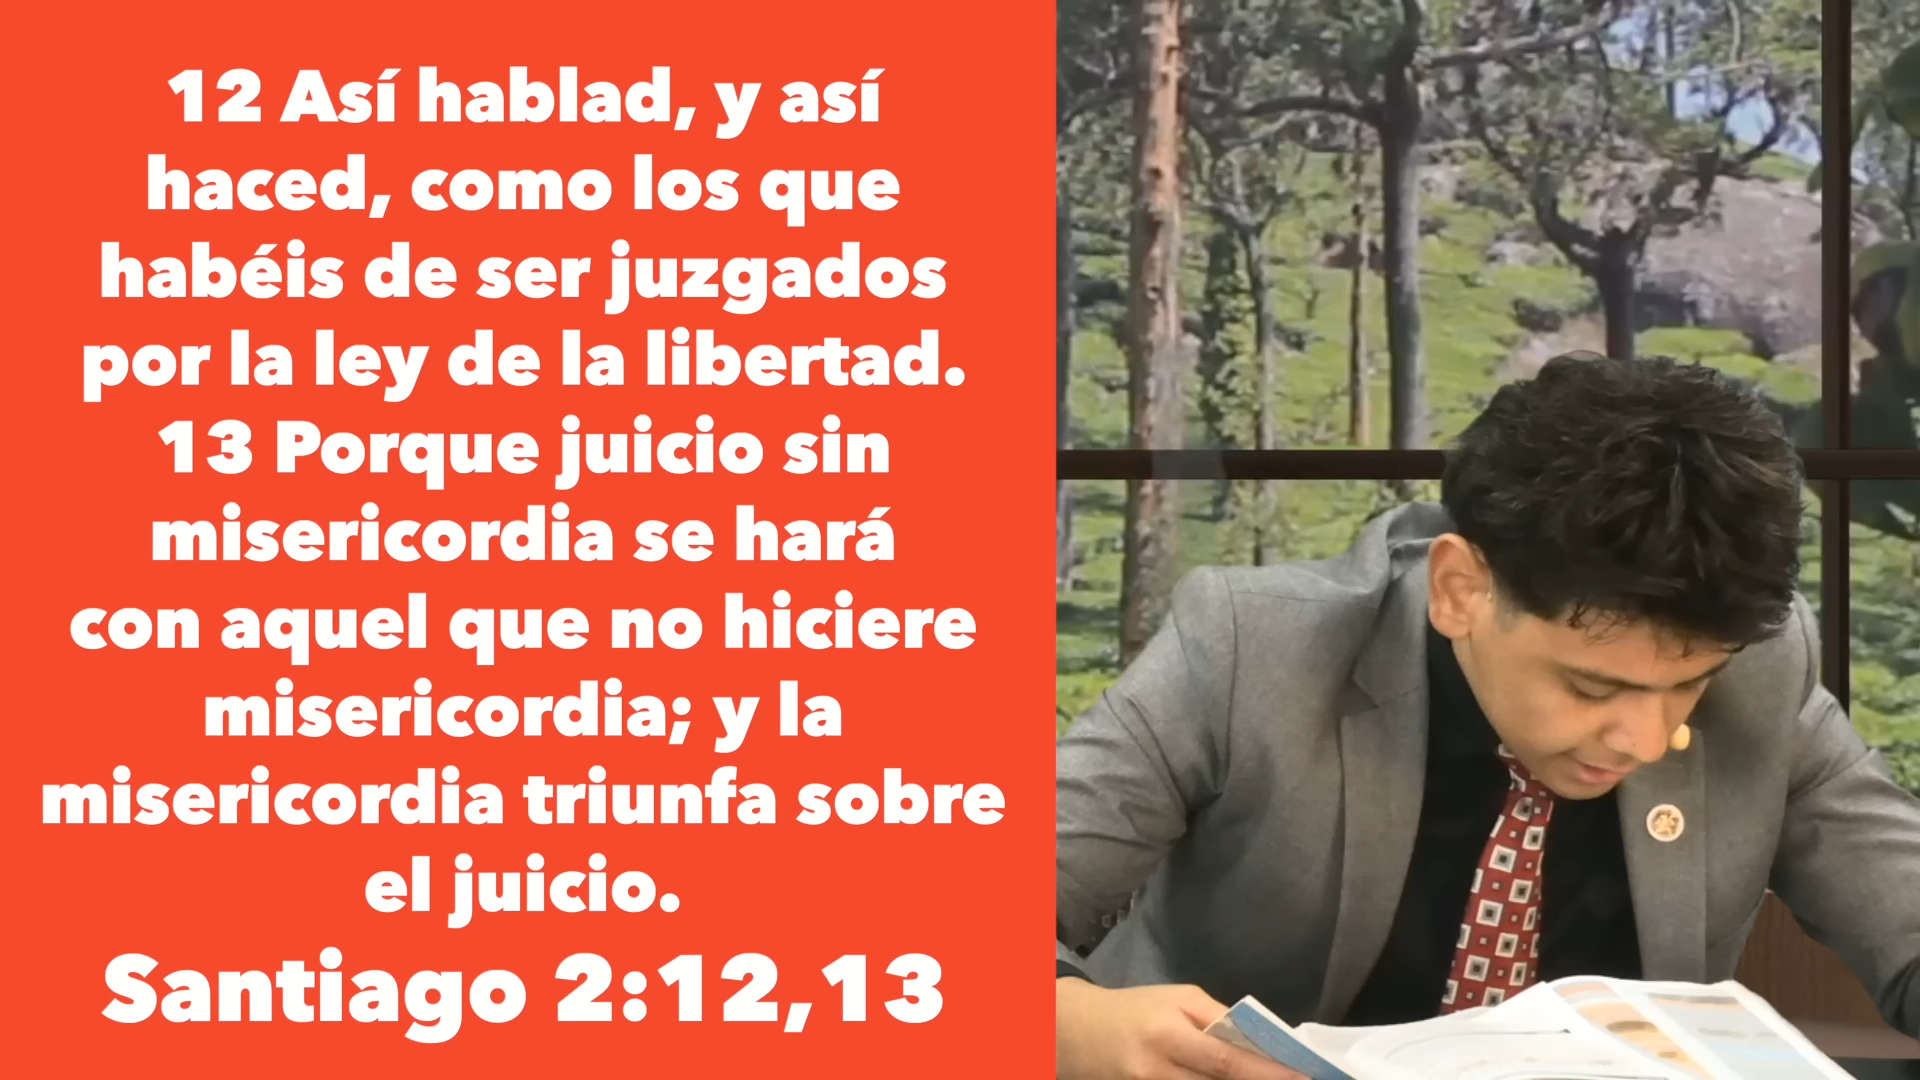 12 Así hablad, y así
haced, como los que
habéis de ser juzgados
por la ley de la libertad.
13 Porque juicio sin
misericordia se hará
con aquel que no hiciere
misericordia; y la
misericordia triunfa sobre
el juicio.
Santiago 2:12,13